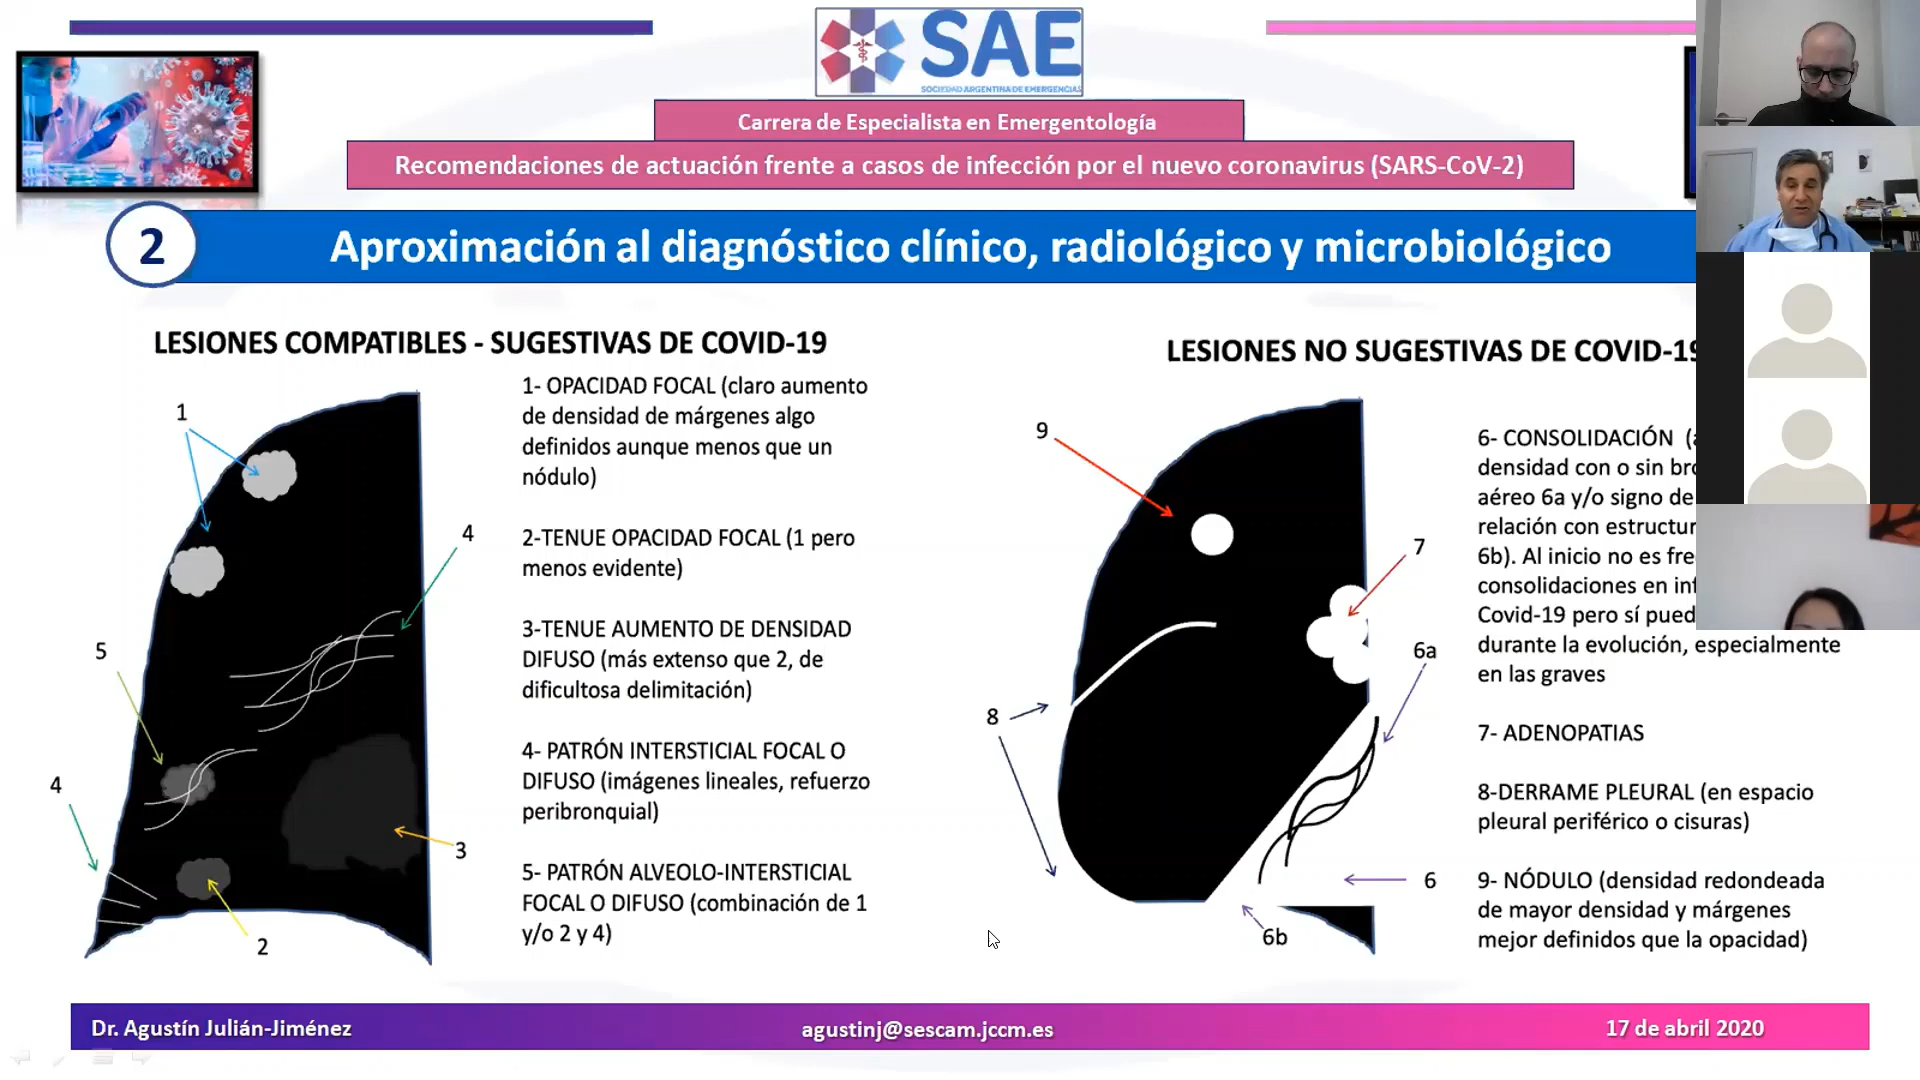 SAE
SOCIEDAD ARGENTINA DE EMERGENCIAS
Carrera de Especialista en Emergentología
Recomendaciones de actuación frente a casos de infección por el nuevo coronavirus (SARS-CoV-2)
2
Aproximación al diagnóstico clínico, radiológico y microbiológico
LESIONES COMPATIBLES - SUGESTIVAS DE COVID-19
1
4
5
4
3
2
1- OPACIDAD FOCAL (claro aumento
de densidad de márgenes algo
definidos aunque menos que un
nódulo)
2-TENUE OPACIDAD FOCAL (1 pero
menos evidente)
3-TENUE AUMENTO DE DENSIDAD
DIFUSO (más extenso que 2, de
dificultosa delimitación)
4- PATRÓN INTERSTICIAL FOCAL O
DIFUSO (imágenes lineales, refuerzo
peribronquial)
5- PATRÓN ALVEOLO-INTERSTICIAL
FOCAL O DIFUSO (combinación de 1
y/o 2 y 4)
LESIONES NO SUGESTIVAS DE COVID-19
9
7
6a
8
6
6b
6- CONSOLIDACIÓN
densidad con o sin
aéreo 6a y/o signo de
relación con
6b). Al inicio no es
consolidaciones en
Covid-19 pero sí
durante la evolución, especialmente
en las graves
7- ADENOPATIAS
8-DERRAME PLEURAL (en espacio
pleural periférico o cisuras)
9- NÓDULO (densidad redondeada
de mayor densidad y márgenes
mejor definidos que la opacidad)
Dr. Agustín Julián-Jiménez
agustinj@sescam.jccm.es
17 de abril 2020